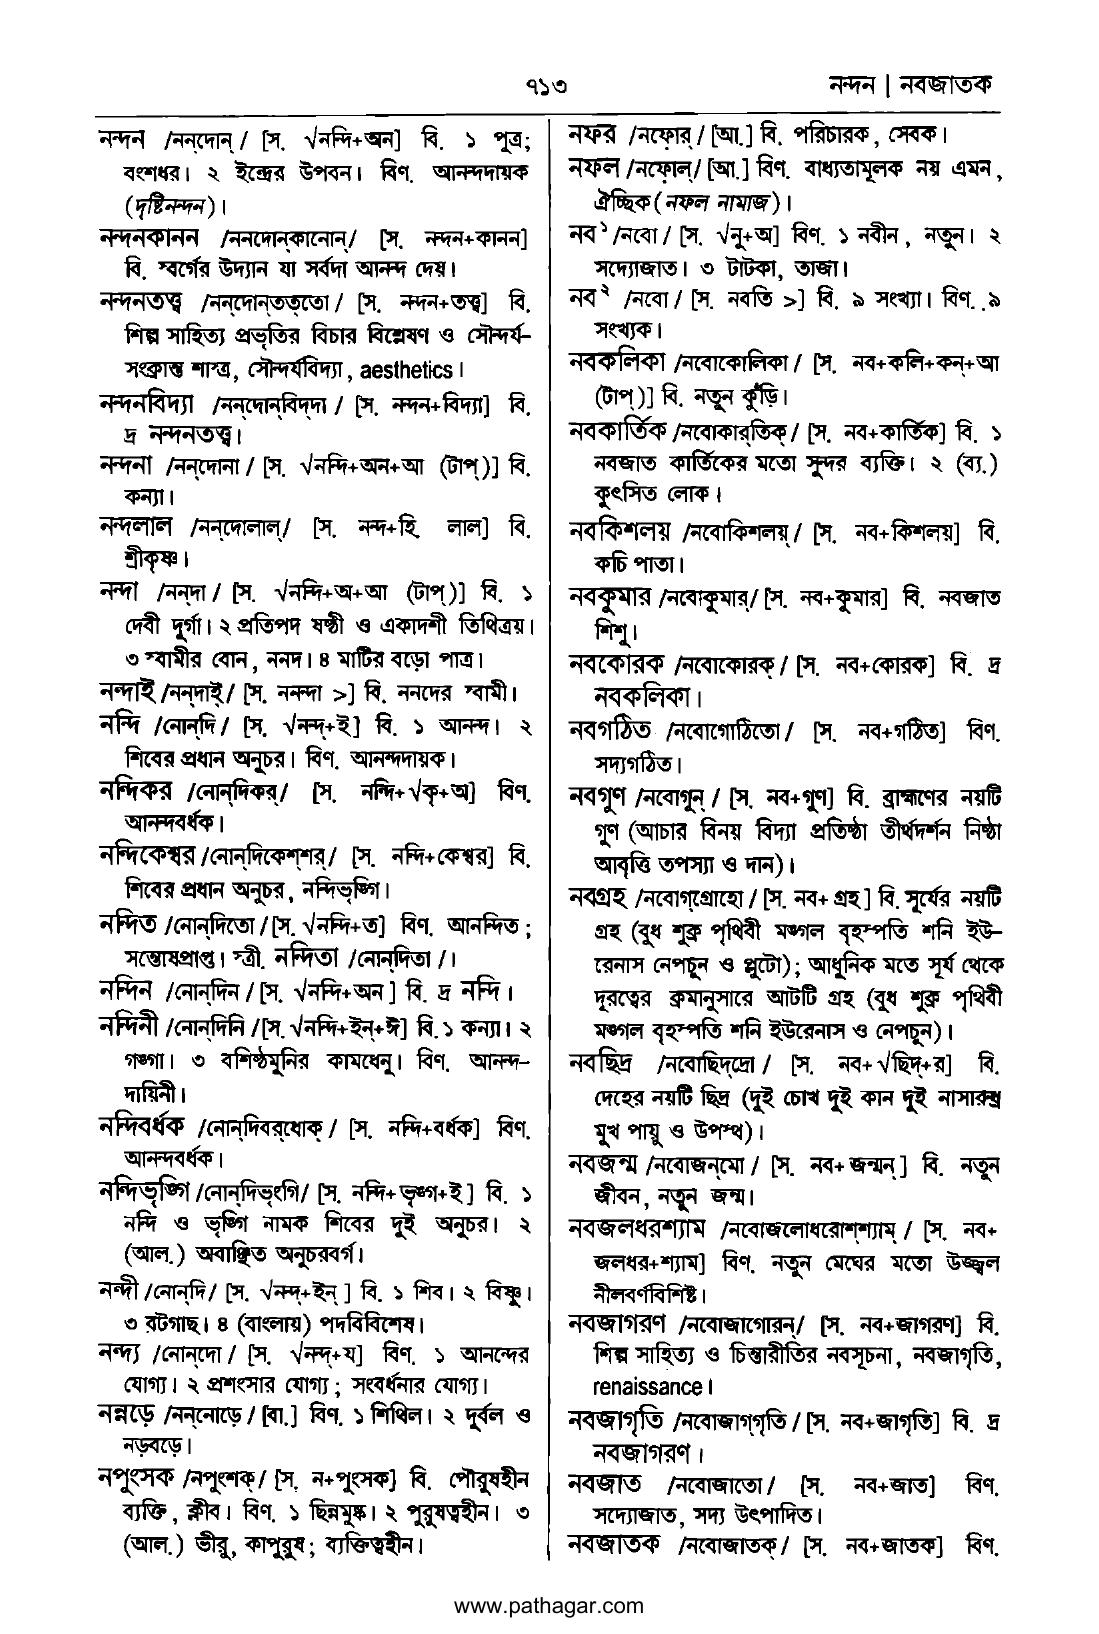 ৭১৩
নন্দন | নবজাতক
নন্দন /নন্‌দোন্‌/ [স. √নন্দি+অন] বি. ১ পুত্র;
বংশধর। ২ ইন্দ্রের উপবন। বিণ. আনন্দদায়ক
(দৃষ্টিনন্দন)।
নন্দনকানন /নন্‌দোন্‌কানোন্‌/ [স. নন্দন+কানন]
বি. স্বর্গের উদ্যান যা সর্বদা আনন্দ দেয়।
নন্দনতত্ত্ব /নন্‌দোন্‌তত্‌তো/ [স. নন্দন+তত্ত্ব] বি.
শিল্প সাহিত্য প্রভৃতির বিচার বিশ্লেষণ ও সৌন্দর্য-
সংক্রান্ত শাস্ত্র, সৌন্দর্যবিদ্যা, aesthetics।
নন্দনবিদ্যা /নন্‌দোন্‌বিদ্‌দা/ [স. নন্দন+বিদ্যা] বি.
দ্র নন্দনতত্ত্ব।
নন্দনা /নন্‌দোনা/ [স. √নন্দি+অন+আ (টাপ্‌)] বি.
কন্যা।
নন্দলাল /নন্‌দোলাল্‌/ [স. নন্দ+হি. লাল] বি.
শ্রীকৃষ্ণ।
নন্দা /নন্‌দা/ [স. √নন্দি+অ+আ (টাপ্‌)] বি. ১
দেবী দুর্গা। ২ প্রতিপদ ষষ্ঠী ও একাদশী তিথিত্রয়।
৩ স্বামীর বোন, ননদ। ৪ মাটির বড়ো পাত্র।
নন্দাই /নন্‌দাই্‌/ [স. ননন্দা >] বি. ননদের স্বামী।
নন্দি /নোন্‌দি/ [স. √নন্দ্‌+ই] বি. ১ আনন্দ। ২
শিবের প্রধান অনুচর। বিণ. আনন্দদায়ক।
নন্দিকর /নোন্‌দিকর্‌/ [স. নন্দি+√কৃ+অ] বিণ.
আনন্দবর্ধক।
নন্দিকেশ্বর /নোন্‌দিকেশ্‌শর্‌/ [স. নন্দি+কেশ্বর] বি.
শিবের প্রধান অনুচর, নন্দিভৃঙ্গি।
নন্দিত /নোন্‌দিতো/ [স. √নন্দি+ত] বিণ. আনন্দিত;
সন্তোষপ্রাপ্ত। স্ত্রী. নন্দিতা /নোন্‌দিতা/।
নন্দিন /নোন্‌দিন/ [স. √নন্দি+অন] বি. দ্র নন্দি।
নন্দিনী /নোন্‌দিনি/ [স. √নন্দি+ইন্‌+ঈ] বি. ১ কন্যা। ২
গঙ্গা। ৩ বশিষ্ঠমুনির কামধেনু। বিণ. আনন্দ-
দায়িনী।
নন্দিবর্ধক /নোন্‌দিবর্‌ধোক্‌/ [স. নন্দি+বর্ধক] বিণ.
আনন্দবর্ধক।
নন্দিভৃঙ্গি /নোন্‌দিভৃংগি/ [স. নন্দি+ভৃঙ্গ+ই] বি. ১
নন্দি ও ভৃঙ্গি নামক শিবের দুই অনুচর। ২
(আল.) অবাঞ্ছিত অনুচরবর্গ।
নন্দী /নোন্‌দি/ [স. √নন্দ্‌+ইন্‌] বি. ১ শিব। ২ বিষ্ণু।
৩ বটগাছ। ৪ (বাংলায়) পদবিবিশেষ।
নন্দ্য /নোন্‌দো/ [স. √নন্দ্‌+য] বিণ. ১ আনন্দের
যোগ্য। ২ প্রশংসার যোগ্য; সংবর্ধনার যোগ্য।
নন্নড়ে /নন্‌নোড়ে/ [বা.] বিণ. ১ শিথিল। ২ দুর্বল ও
নড়বড়ে।
নপুংসক /নপুংশক্‌/ [স. ন+পুংসক] বি. পৌরুষহীন
ব্যক্তি, ক্লীব। বিণ. ১ ছিন্নমুষ্ক। ২ পুরুষত্বহীন। ৩
(আল.) ভীরু, কাপুরুষ; ব্যক্তিত্বহীন।
নফর /নফো়র্‌/ [আ.] বি. পরিচারক, সেবক।
নফল /নফো়ল্‌/ [আ.] বিণ. বাধ্যতামূলক নয় এমন,
ঐচ্ছিক (নফল নামাজ)।
নব১ /নবো/ [স. √নু+অ] বিণ. ১ নবীন, নতুন। ২
সদ্যোজাত। ৩ টাটকা, তাজা।
নব২ /নবো/ [স. নবতি >] বি. ৯ সংখ্যা। বিণ. ৯
সংখ্যক।
নবকলিকা /নবোকোলিকা/ [স. নব+কলি+কন্‌+আ
(টাপ্‌)] বি. নতুন কুঁড়ি।
নবকার্তিক /নবোকার্‌তিক্‌/ [স. নব+কার্তিক] বি. ১
নবজাত কার্তিকের মতো সুন্দর ব্যক্তি। ২ (ব্য.)
কুৎসিত লোক।
নবকিশলয় /নবোকিশলয়্‌/ [স. নব+কিশলয়] বি.
কচি পাতা।
নবকুমার /নবোকুমার্‌/ [স. নব+কুমার] বি. নবজাত
শিশু।
নবকোরক /নবোকোরক্‌/ [স. নব+কোরক] বি. দ্র
নবকলিকা।
নবগঠিত /নবোগোঠিতো/ [স. নব+গঠিত] বিণ.
সদ্যগঠিত।
নবগুণ /নবোগুন্‌/ [স. নব+গুণ] বি. ব্রাহ্মণের নয়টি
গুণ (আচার বিনয় বিদ্যা প্রতিষ্ঠা তীর্থদর্শন নিষ্ঠা
আবৃত্তি তপস্যা ও দান)।
নবগ্রহ /নবোগ্‌গ্রোহো/ [স. নব+গ্রহ] বি. সূর্যের নয়টি
গ্রহ (বুধ শুক্র পৃথিবী মঙ্গল বৃহস্পতি শনি ইউ-
রেনাস নেপচুন ও প্লুটো); আধুনিক মতে সূর্য থেকে
দূরত্বের ক্রমানুসারে আটটি গ্রহ (বুধ শুক্র পৃথিবী
মঙ্গল বৃহস্পতি শনি ইউরেনাস ও নেপচুন)।
নবছিদ্র /নবোছিদ্‌দ্রো/ [স. নব+√ছিদ্‌+র] বি.
দেহের নয়টি ছিদ্র (দুই চোখ দুই কান দুই নাসারন্ধ্র
মুখ পায়ু ও উপস্থ)।
নবজন্ম /নবোজন্‌মো/ [স. নব+জন্মন্‌] বি. নতুন
জীবন, নতুন জন্ম।
নবজলধরশ্যাম /নবোজলোধরোশ্‌শ্যাম্‌/ [স. নব+
জলধর+শ্যাম] বিণ. নতুন মেঘের মতো উজ্জ্বল
নীলবর্ণবিশিষ্ট।
নবজাগরণ /নবোজাগোরন্‌/ [স. নব+জাগরণ] বি.
শিল্প সাহিত্য ও চিন্তারীতির নবসূচনা, নবজাগৃতি,
renaissance।
নবজাগৃতি /নবোজাগ্‌গৃতি/ [স. নব+জাগৃতি] বি. দ্র
নবজাগরণ।
নবজাত /নবোজাতো/ [স. নব+জাত] বিণ.
সদ্যোজাত, সদ্য উৎপাদিত।
নবজাতক /নবোজাতক্‌/ [স. নব+জাতক] বিণ.
www.pathagar.com